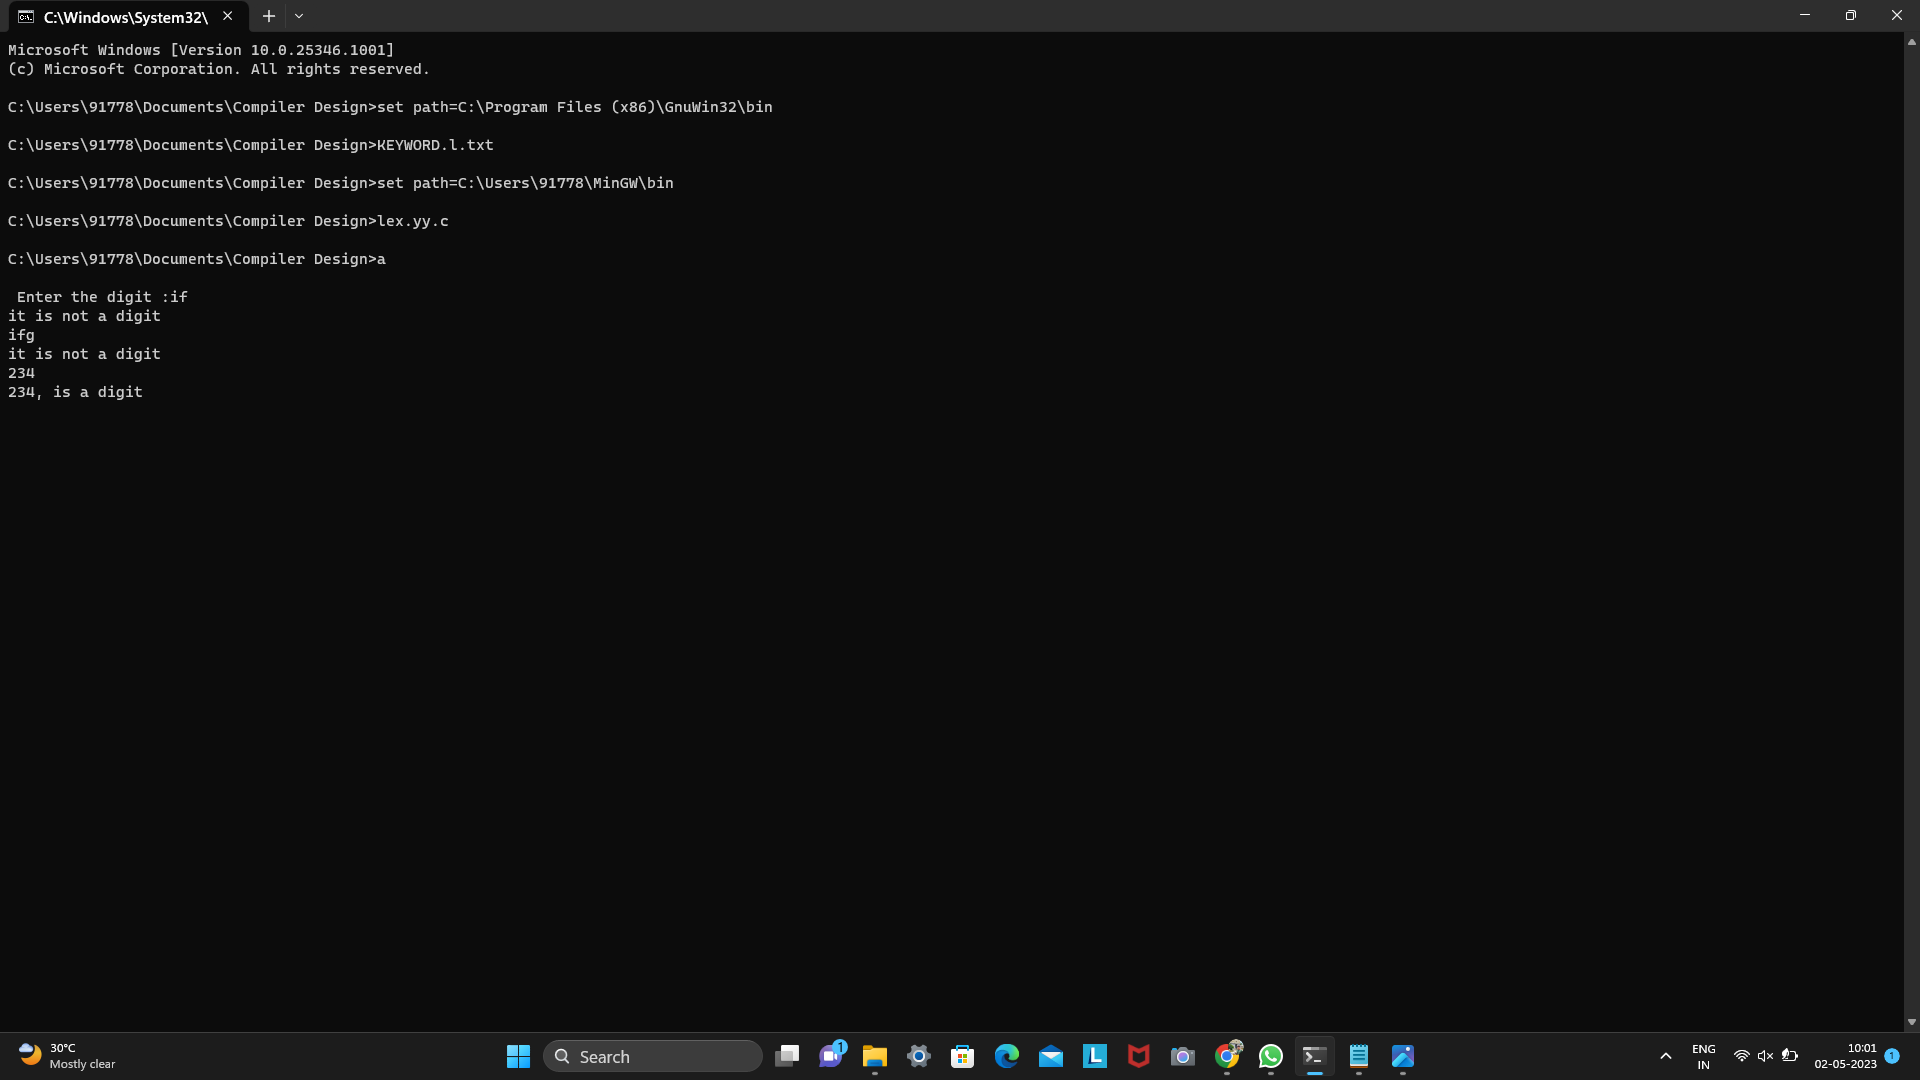 C:\Windows\System32\
Microsoft Windows [Version 10.0.25346.1001]
(c) Microsoft Corporation. All rights reserved.
C:\Users\91778\Documents\Compiler Design>set path=C:\Program Files (x86)\GnuWin32\bin
C:\Users\91778\Documents\Compiler Design>KEYWORD.l.txt
C:\Users\91778\Documents\Compiler Design>set path=C:\Users\91778\MinGW\bin
C:\Users\91778\Documents\Compiler Design>lex.yy.c
C:\Users\91778\Documents\Compiler Design>a
Enter the digit :if
it is not a digit
ifg
it is not a digit
234
234, is a digit
30°C
Mostly clear
Search
1
L
ENG
IN
10:01
02-05-2023
1